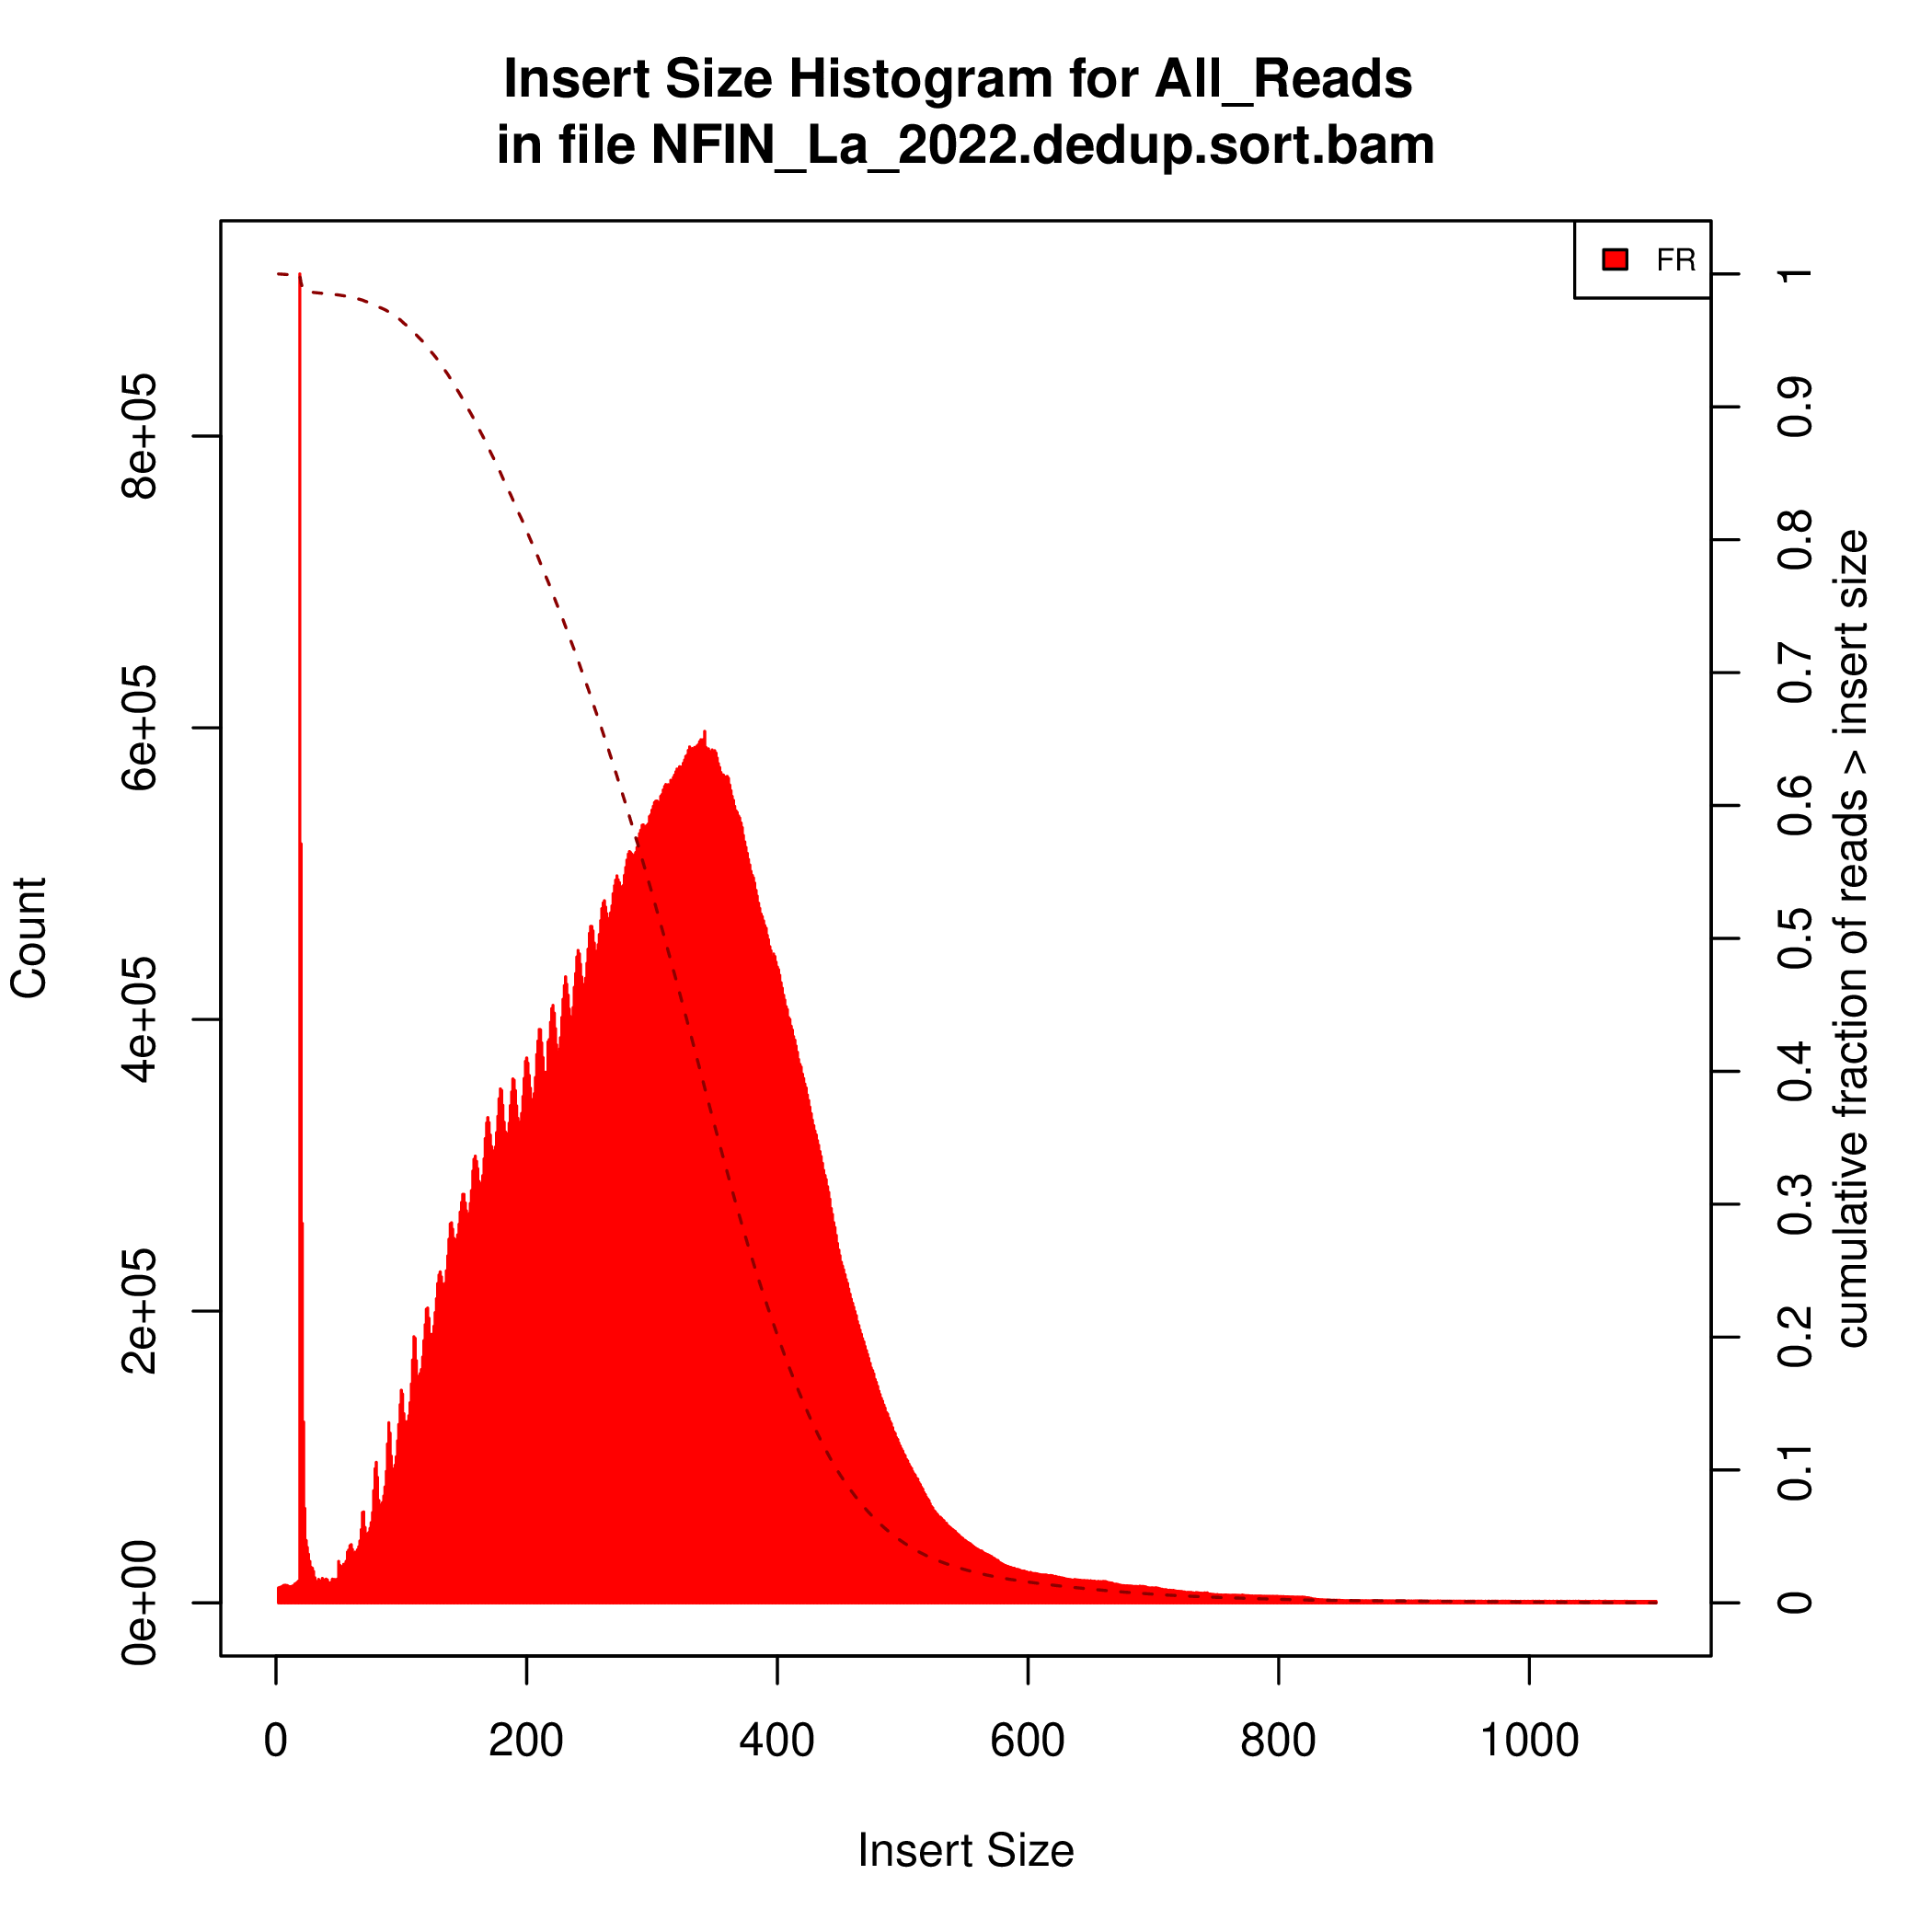 Insert Size Histogram for All_Reads
in file NFIN_La_2022.dedup.sort.bam
FR
Count
0e+00
2e+05
4e+05
6e+05
8e+05
0
200
400
600
800
1000
Insert Size
0
0.1
0.2
0.3
0.4
0.5
0.6
0.7
0.8
0.9
1
cumulative fraction of reads > insert size